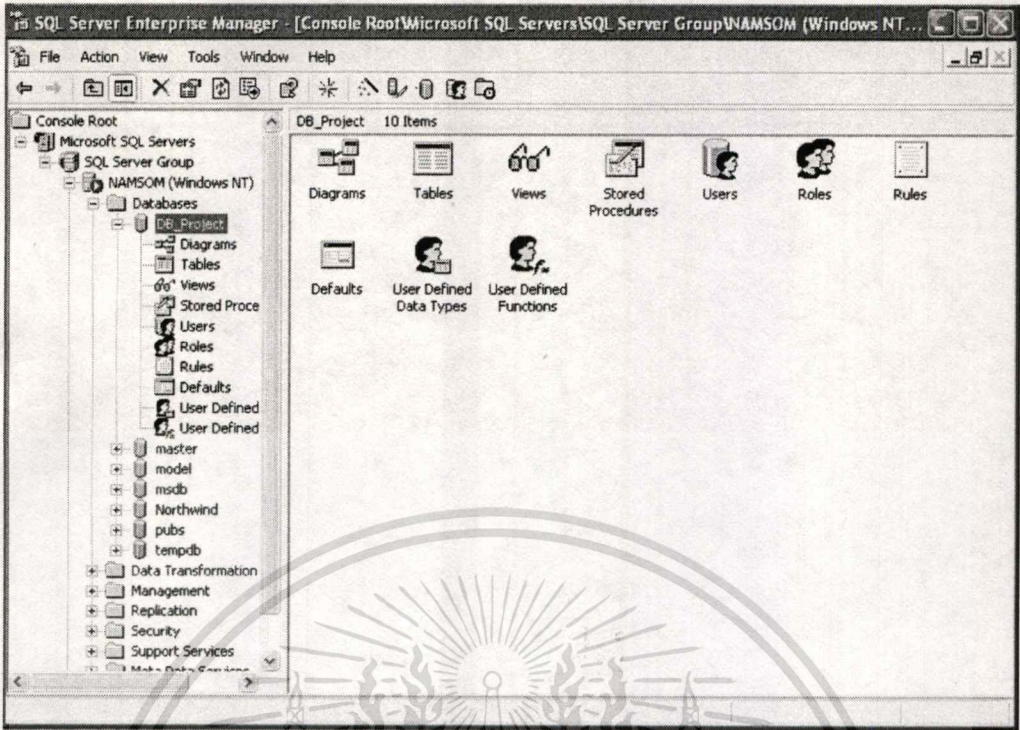 SQL Server Enterprise Manager - [Console Root\Microsoft SQL Servers\SQL Server Group\NAMSOM (Windows NT...
File Action View Tools Window Help
Console Root
Microsoft SQL Servers
SQL Server Group
NAMSOM (Windows NT)
Databases
DB_Project
Diagrams
Tables
Views
Stored Proce
Users
Roles
Rules
Defaults
User Defined
User Defined
master
model
msdb
Northwind
pubs
tempdb
Data Transformation
Management
Replication
Security
Support Services
Meta Data Services
DB_Project 10 Items
Diagrams
Tables
Views
Stored
Procedures
Users
Roles
Rules
Defaults
User Defined
Data Types
User Defined
Functions